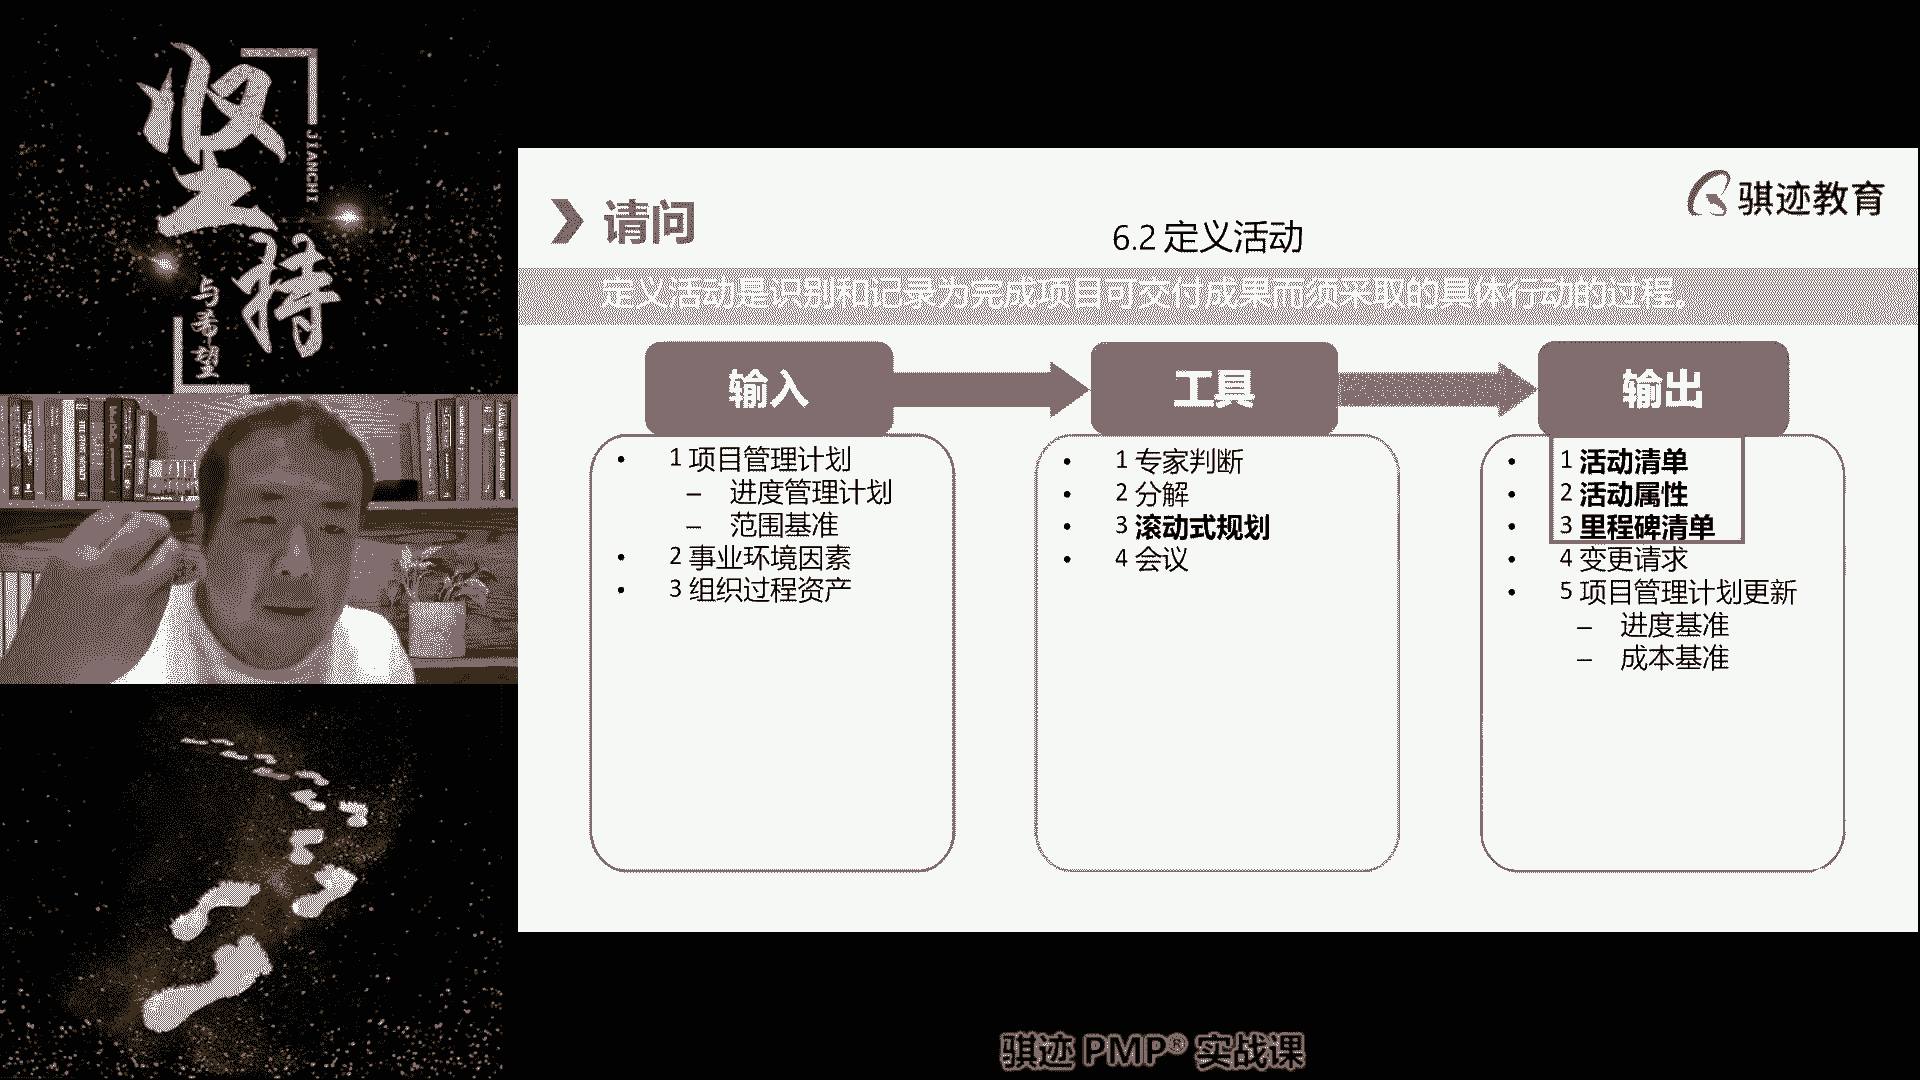 坚持
JIANCHI
与希望
请问
6.2 定义活动
骐迹教育
定义活动是识别和记录为完成项目可交付成果而须采取的具体行动的过程。
输入
• 1 项目管理计划
– 进度管理计划
– 范围基准
• 2 事业环境因素
• 3 组织过程资产
工具
• 1 专家判断
• 2 分解
• 3 滚动式规划
• 4 会议
输出
• 1 活动清单
• 2 活动属性
• 3 里程碑清单
• 4 变更请求
• 5 项目管理计划更新
– 进度基准
– 成本基准
骐迹 PMP® 实战课